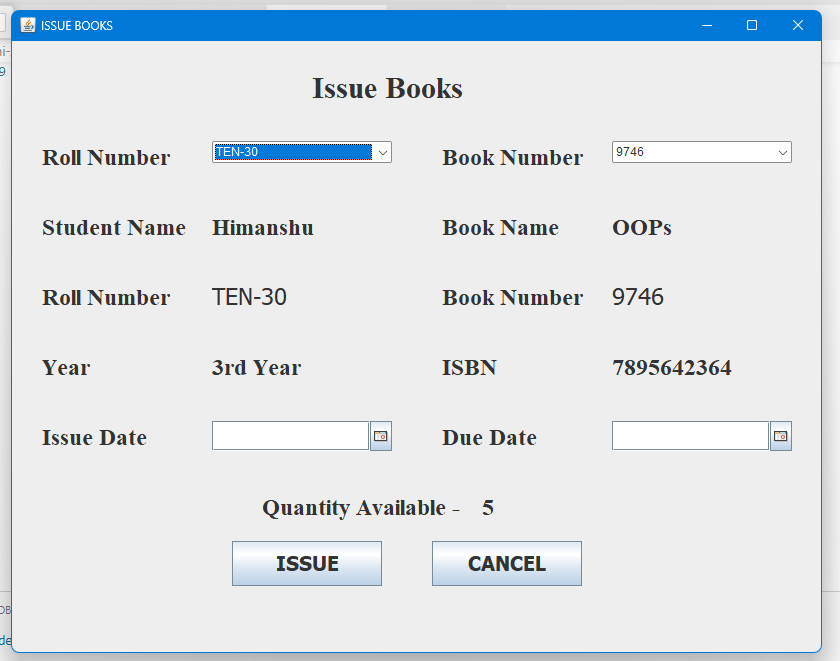 ISSUE BOOKS
Issue Books
Roll Number TEN-30 Book Number 9746
Student Name Himanshu Book Name OOPs
Roll Number TEN-30 Book Number 9746
Year 3rd Year ISBN 7895642364
Issue Date Due Date
Quantity Available - 5
ISSUE CANCEL